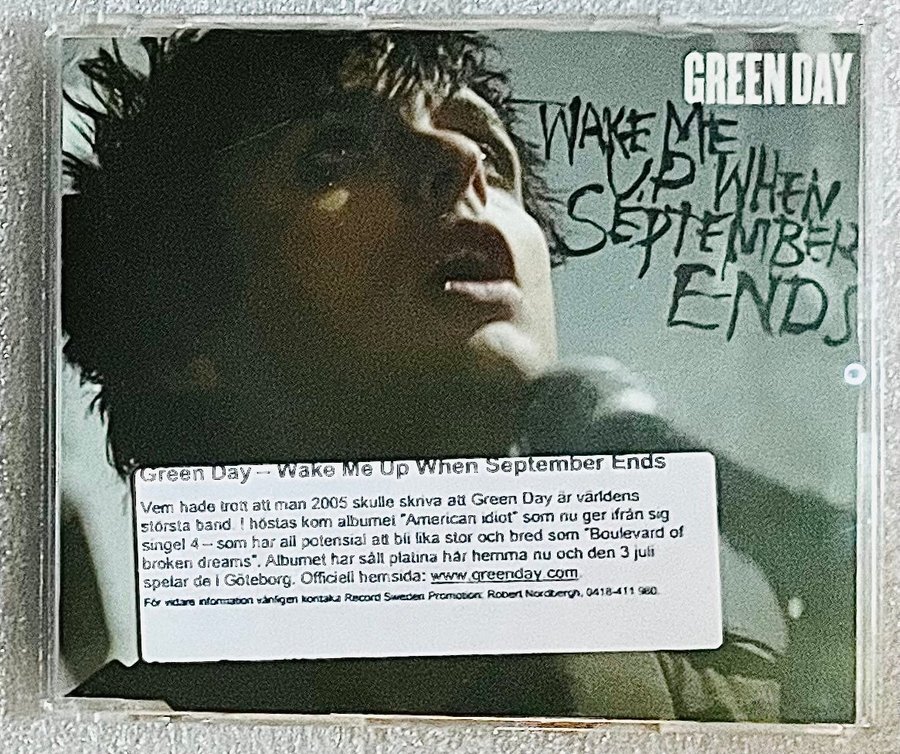 GREEN DAY
WAKE ME
UP WHEN
SEPTEMBER
ENDS
Green Day – Wake Me Up When September Ends
Vem hade trott att man 2005 skulle skriva att Green Day är världens
största band. I höstas kom albumet "American idiot" som nu ger ifrån sig
singel 4 – som har all potensial att bli lika stor och bred som "Boulevard of
broken dreams". Albumet har sålt platina här hemma nu och den 3 juli
spelar de i Göteborg. Officiell hemsida: www.greenday.com.
För vidare information vänligen kontaka Record Sweden Promotion: Robert Nordbergh, 0418-411 980.